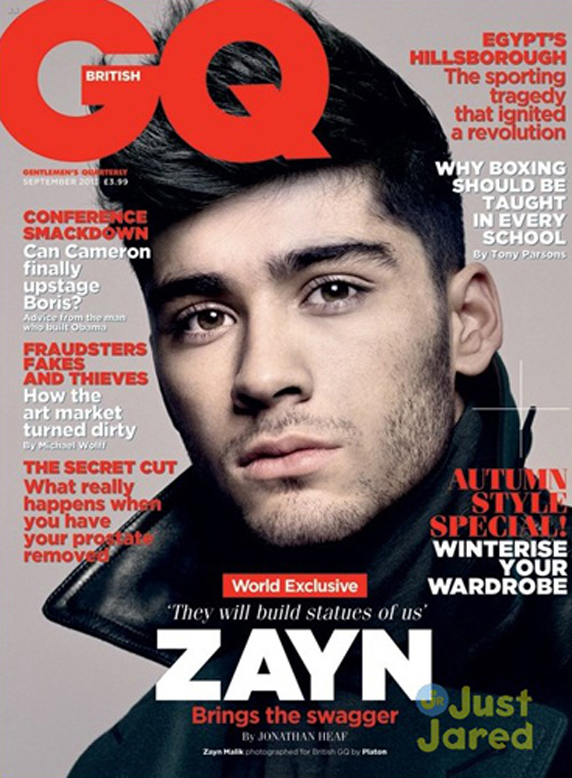 GQ
BRITISH
GENTLEMEN'S QUARTERLY
SEPTEMBER 2013 £3.99
CONFERENCE
SMACKDOWN
Can Cameron
finally
upstage
Boris?
Advice from the man
who built Obama
FRAUDSTERS
FAKES
AND THIEVES
How the
art market
turned dirty
By Michael Wolff
THE SECRET CUT
What really
happens when
you have
your prostate
removed
EGYPT'S
HILLSBOROUGH
The sporting
tragedy
that ignited
a revolution
WHY BOXING
SHOULD BE
TAUGHT
IN EVERY
SCHOOL
By Tony Parsons
AUTUMN
STYLE
SPECIAL!
WINTERISE
YOUR
WARDROBE
World Exclusive
'They will build statues of us'
ZAYN
Brings the swagger
By JONATHAN HEAF
Zayn Malik photographed for British GQ by Platon
JR
Just
Jared